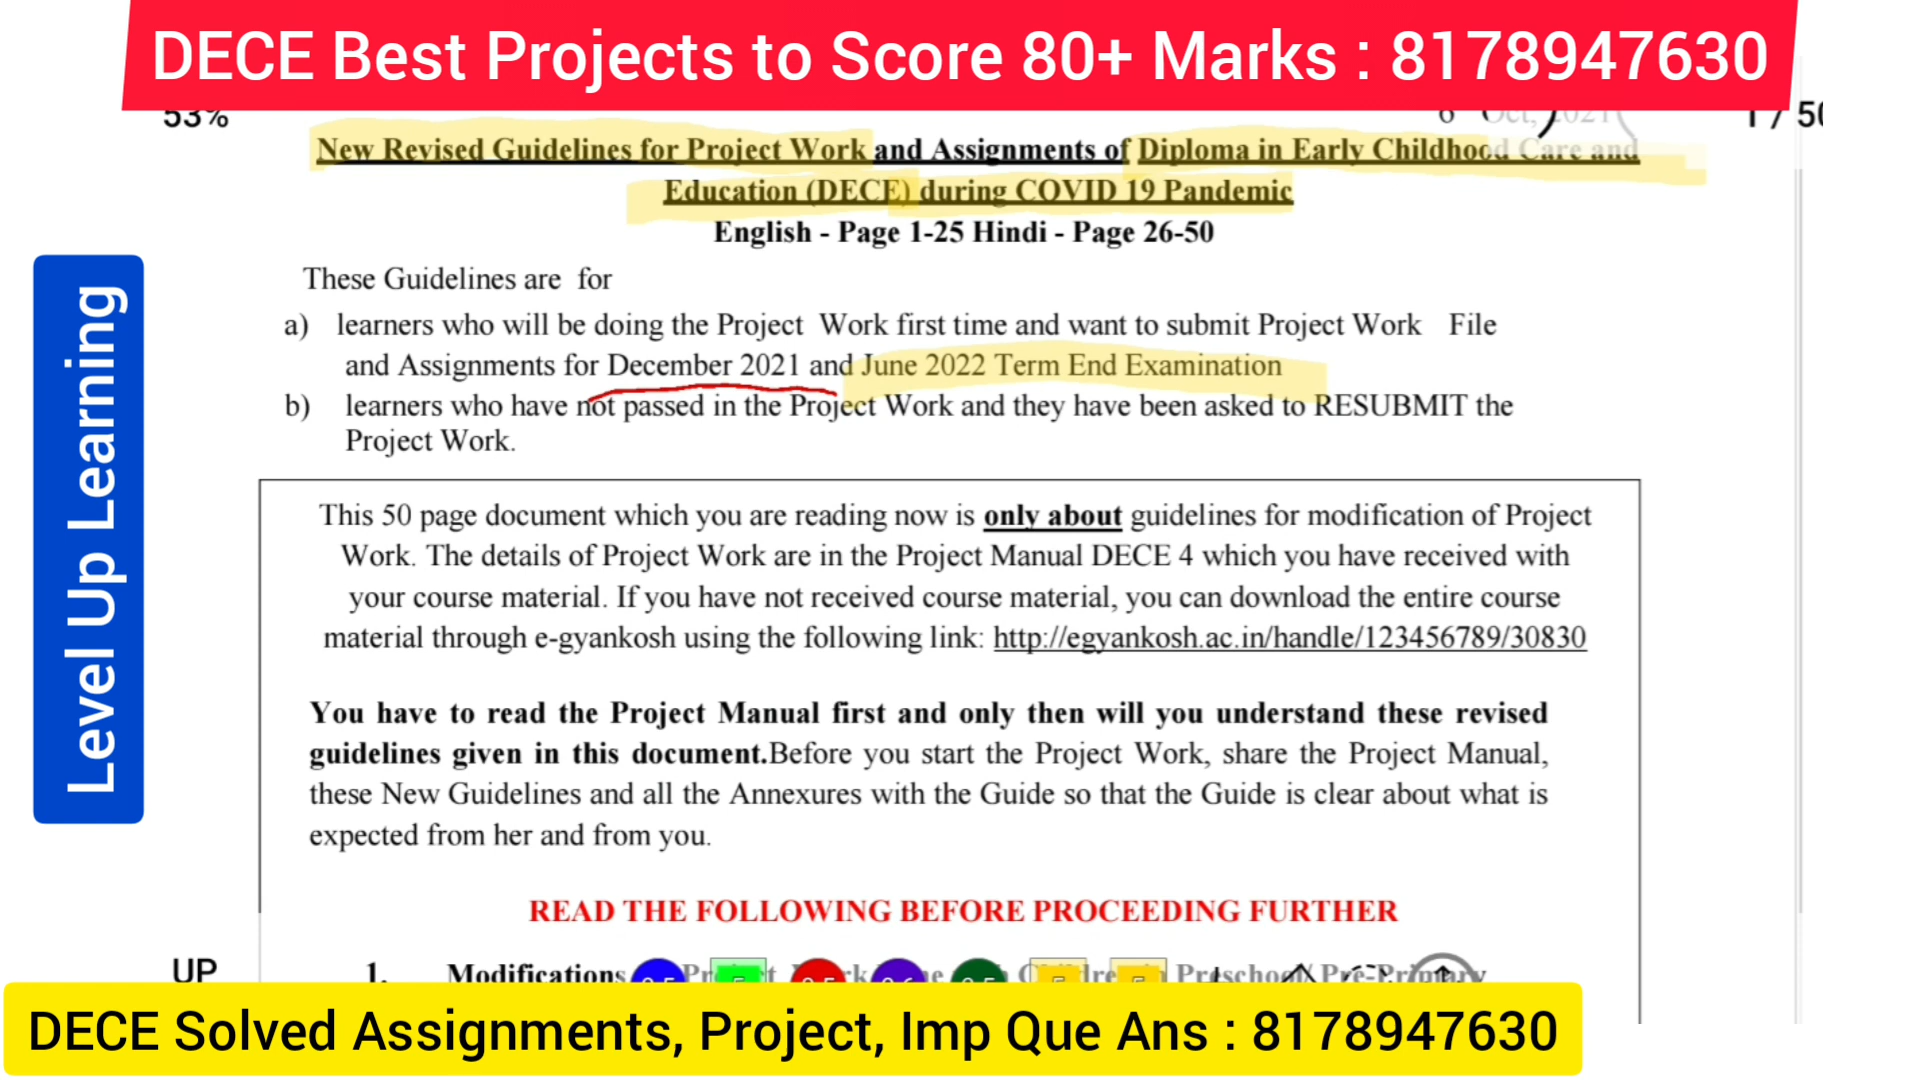 DECE Best Projects to Score 80+ Marks : 8178947630
53%
New Revised Guidelines for Project Work and Assignments of Diploma in Early Childhood Care and
Education (DECE) during COVID 19 Pandemic
English - Page 1-25 Hindi - Page 26-50
These Guidelines are for
a) learners who will be doing the Project Work first time and want to submit Project Work File
and Assignments for December 2021 and June 2022 Term End Examination
b) learners who have not passed in the Project Work and they have been asked to RESUBMIT the
Project Work.
Level Up Learning
This 50 page document which you are reading now is only about guidelines for modification of Project
Work. The details of Project Work are in the Project Manual DECE 4 which you have received with
your course material. If you have not received course material, you can download the entire course
material through e-gyankosh using the following link: http://egyankosh.ac.in/handle/123456789/30830
You have to read the Project Manual first and only then will you understand these revised
guidelines given in this document.Before you start the Project Work, share the Project Manual,
these New Guidelines and all the Annexures with the Guide so that the Guide is clear about what is
expected from her and from you.
READ THE FOLLOWING BEFORE PROCEEDING FURTHER
UP
1. Modifications
DECE Solved Assignments, Project, Imp Que Ans : 8178947630